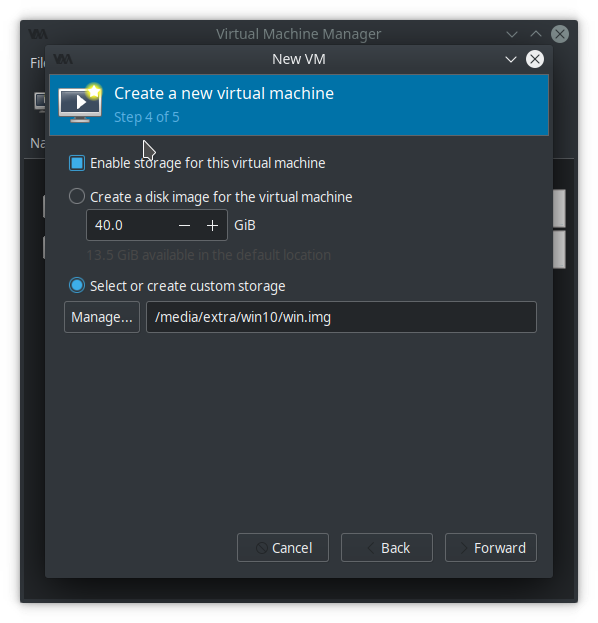 Virtual Machine Manager
New VM
File
Create a new virtual machine
Step 4 of 5
Na
Enable storage for this virtual machine
Create a disk image for the virtual machine
40.0 − + GiB
13.5 GiB available in the default location
Select or create custom storage
Manage... /media/extra/win10/win.img
Cancel Back Forward